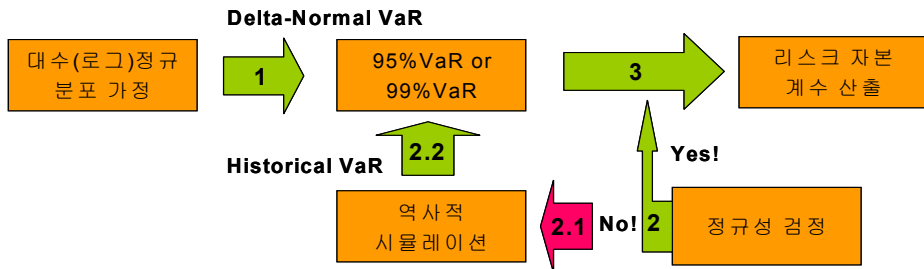 Delta-Normal VaR
대수(로그)정규
분포 가정
1
95%VaR or
99%VaR
3
리스크 자본
계수 산출
Historical VaR
2.2
Yes!
역사적
시뮬레이션
2.1
No!
2
정규성 검정